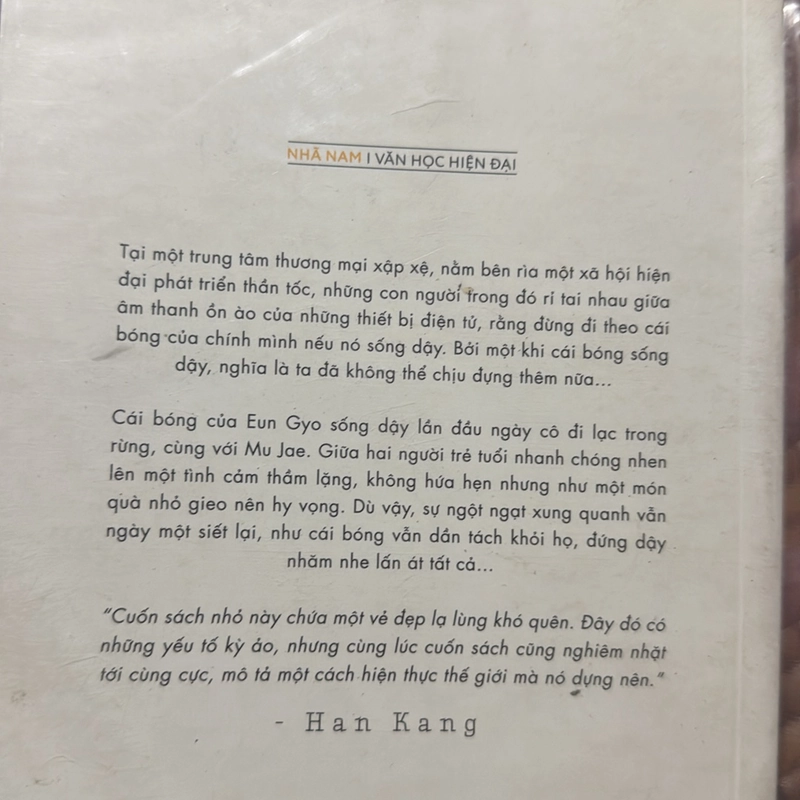 NHÃ NAM | VĂN HỌC HIỆN ĐẠI
Tại một trung tâm thương mại xập xệ, nằm bên rìa một xã hội hiện
đại phát triển thần tốc, những con người trong đó rỉ tai nhau giữa
âm thanh ồn ào của những thiết bị điện tử, rằng đừng đi theo cái
bóng của chính mình nếu nó sống dậy. Bởi một khi cái bóng sống
dậy, nghĩa là ta đã không thể chịu đựng thêm nữa...
Cái bóng của Eun Gyo sống dậy lần đầu ngày cô đi lạc trong
rừng, cùng với Mu Jae. Giữa hai người trẻ tuổi nhanh chóng nhen
lên một tình cảm thầm lặng, không hứa hẹn nhưng như một món
quà nhỏ gieo nên hy vọng. Dù vậy, sự ngột ngạt xung quanh vẫn
ngày một siết lại, như cái bóng vẫn dần tách khỏi họ, đứng dậy
nhăm nhe lấn át tất cả...
"Cuốn sách nhỏ này chứa một vẻ đẹp lạ lùng khó quên. Đây đó có
những yếu tố kỳ ảo, nhưng cùng lúc cuốn sách cũng nghiêm nhặt
tới cùng cực, mô tả một cách hiện thực thế giới mà nó dựng nên."
- Han Kang